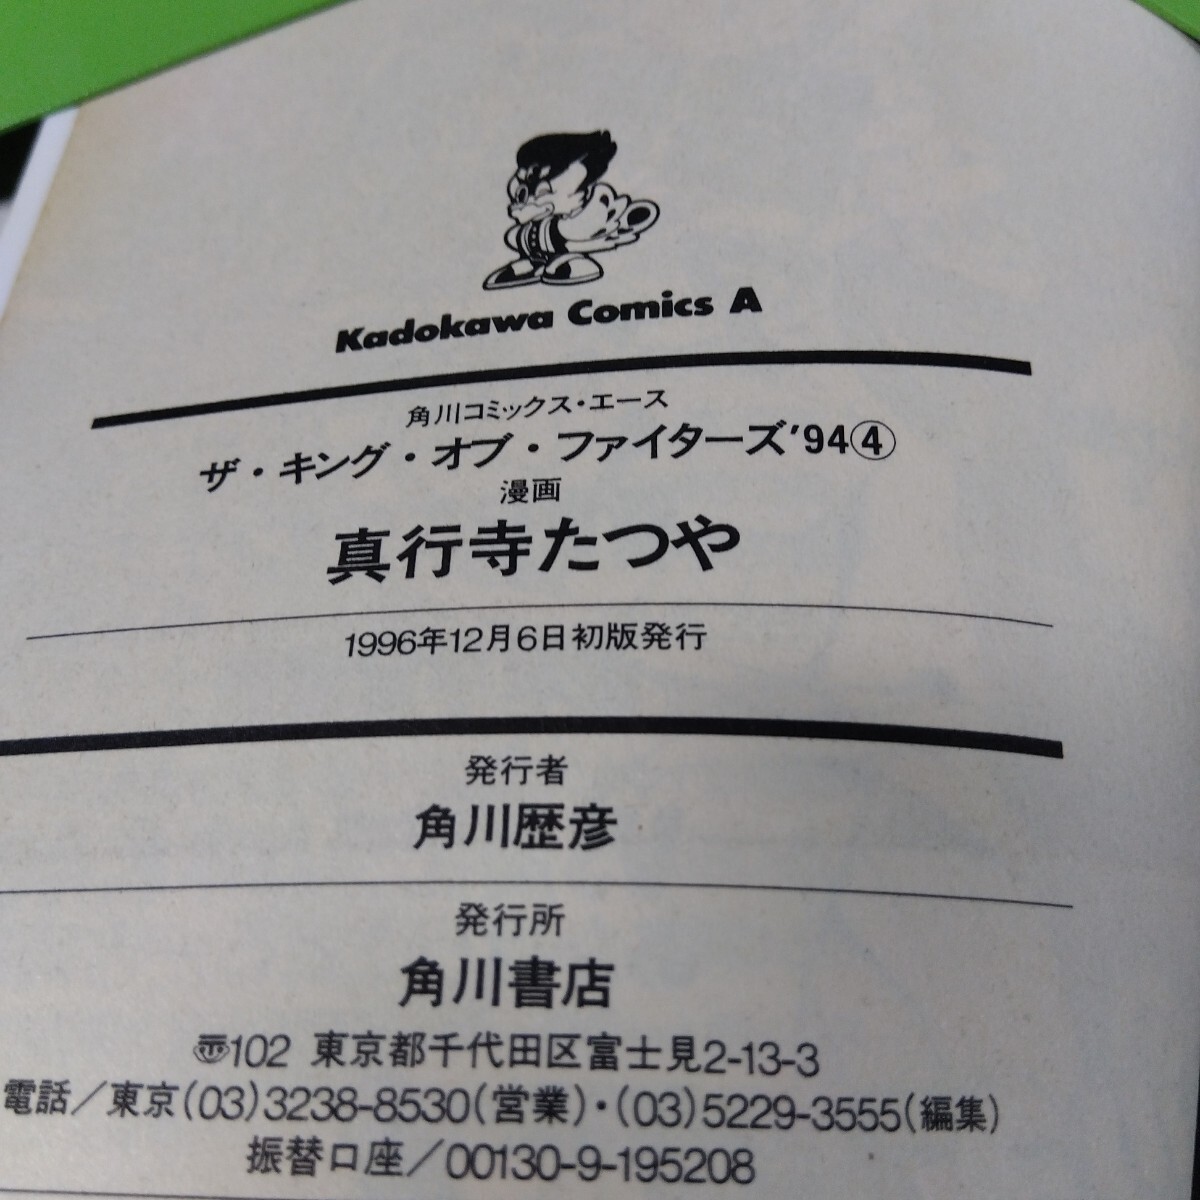 Kadokawa Comics A
角川コミックス・エース
ザ・キング・オブ・ファイターズ'94④
漫画
真行寺たつや
1996年12月6日初版発行
発行者
角川歴彦
発行所
角川書店
〠102 東京都千代田区富士見2-13-3
電話/東京(03)3238-8530(営業)・(03)5229-3555(編集)
振替口座/00130-9-195208